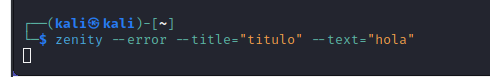 ┌──(kali㉿kali)-[~]
└─$ zenity --error --title="titulo" --text="hola"